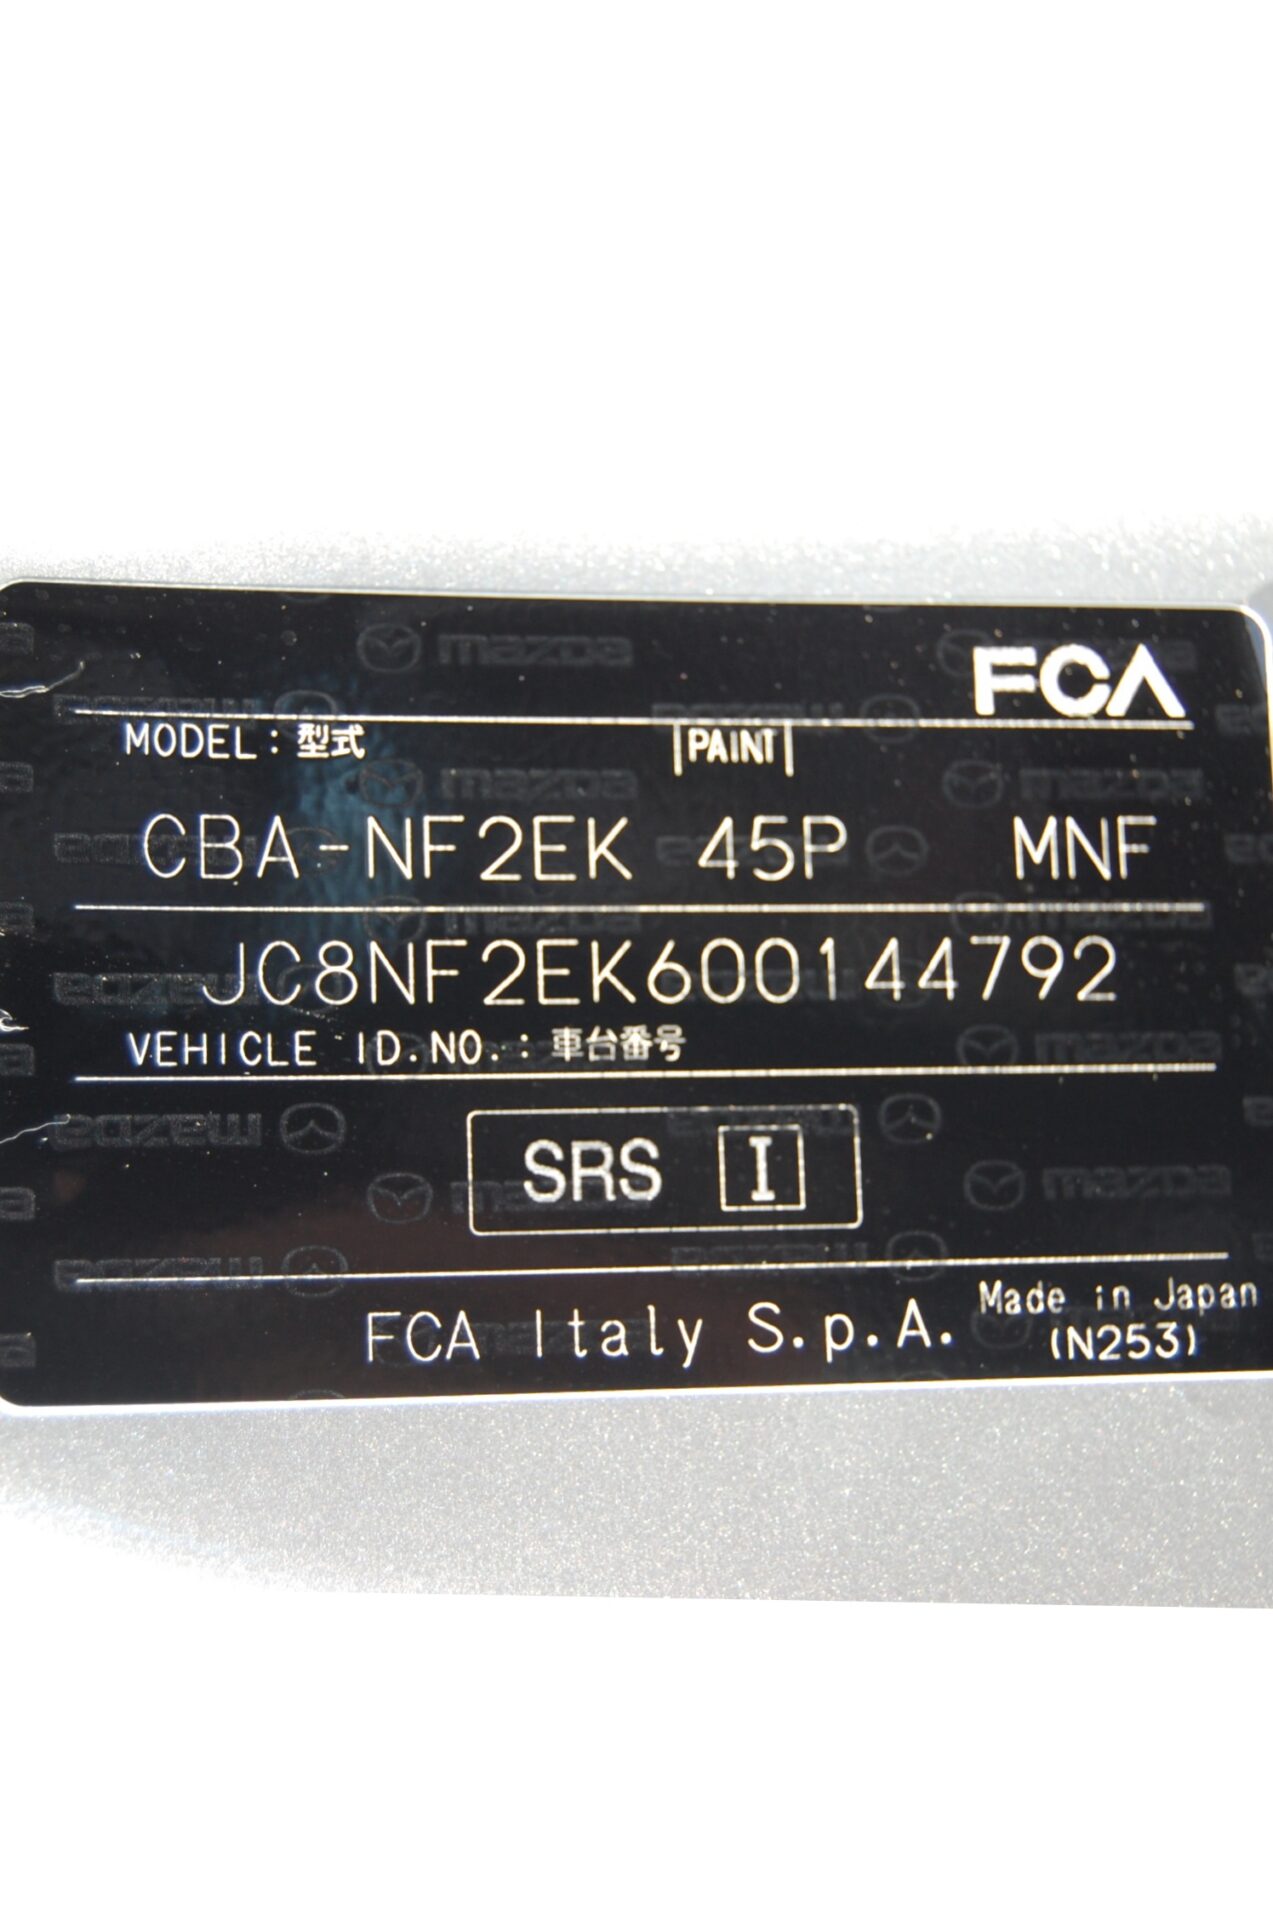 FCA
MODEL：型式 PAINT
CBA-NF2EK 45P MNF
JC8NF2EK600144792
VEHICLE ID.NO.：車台番号
SRS I
FCA Italy S.p.A. Made in Japan
(N253)
mazda